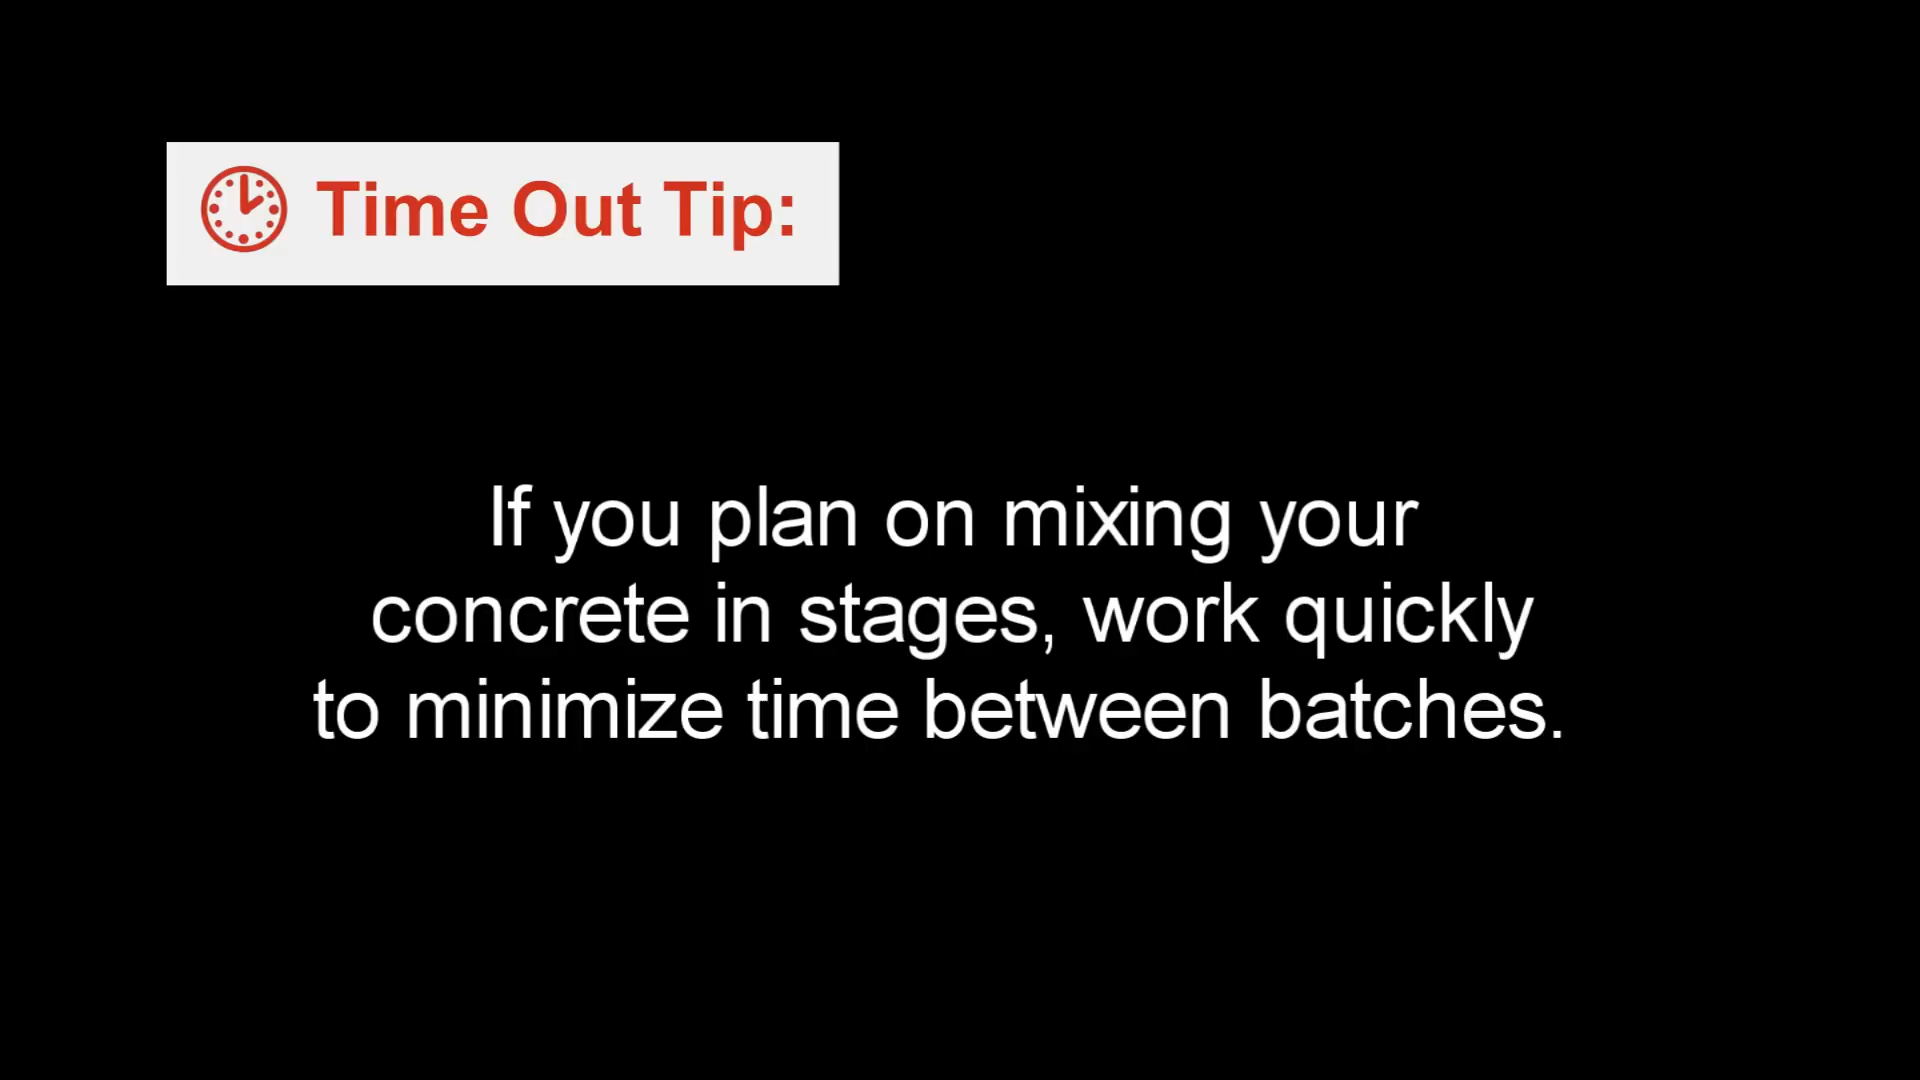 Time Out Tip:
If you plan on mixing your
concrete in stages, work quickly
to minimize time between batches.